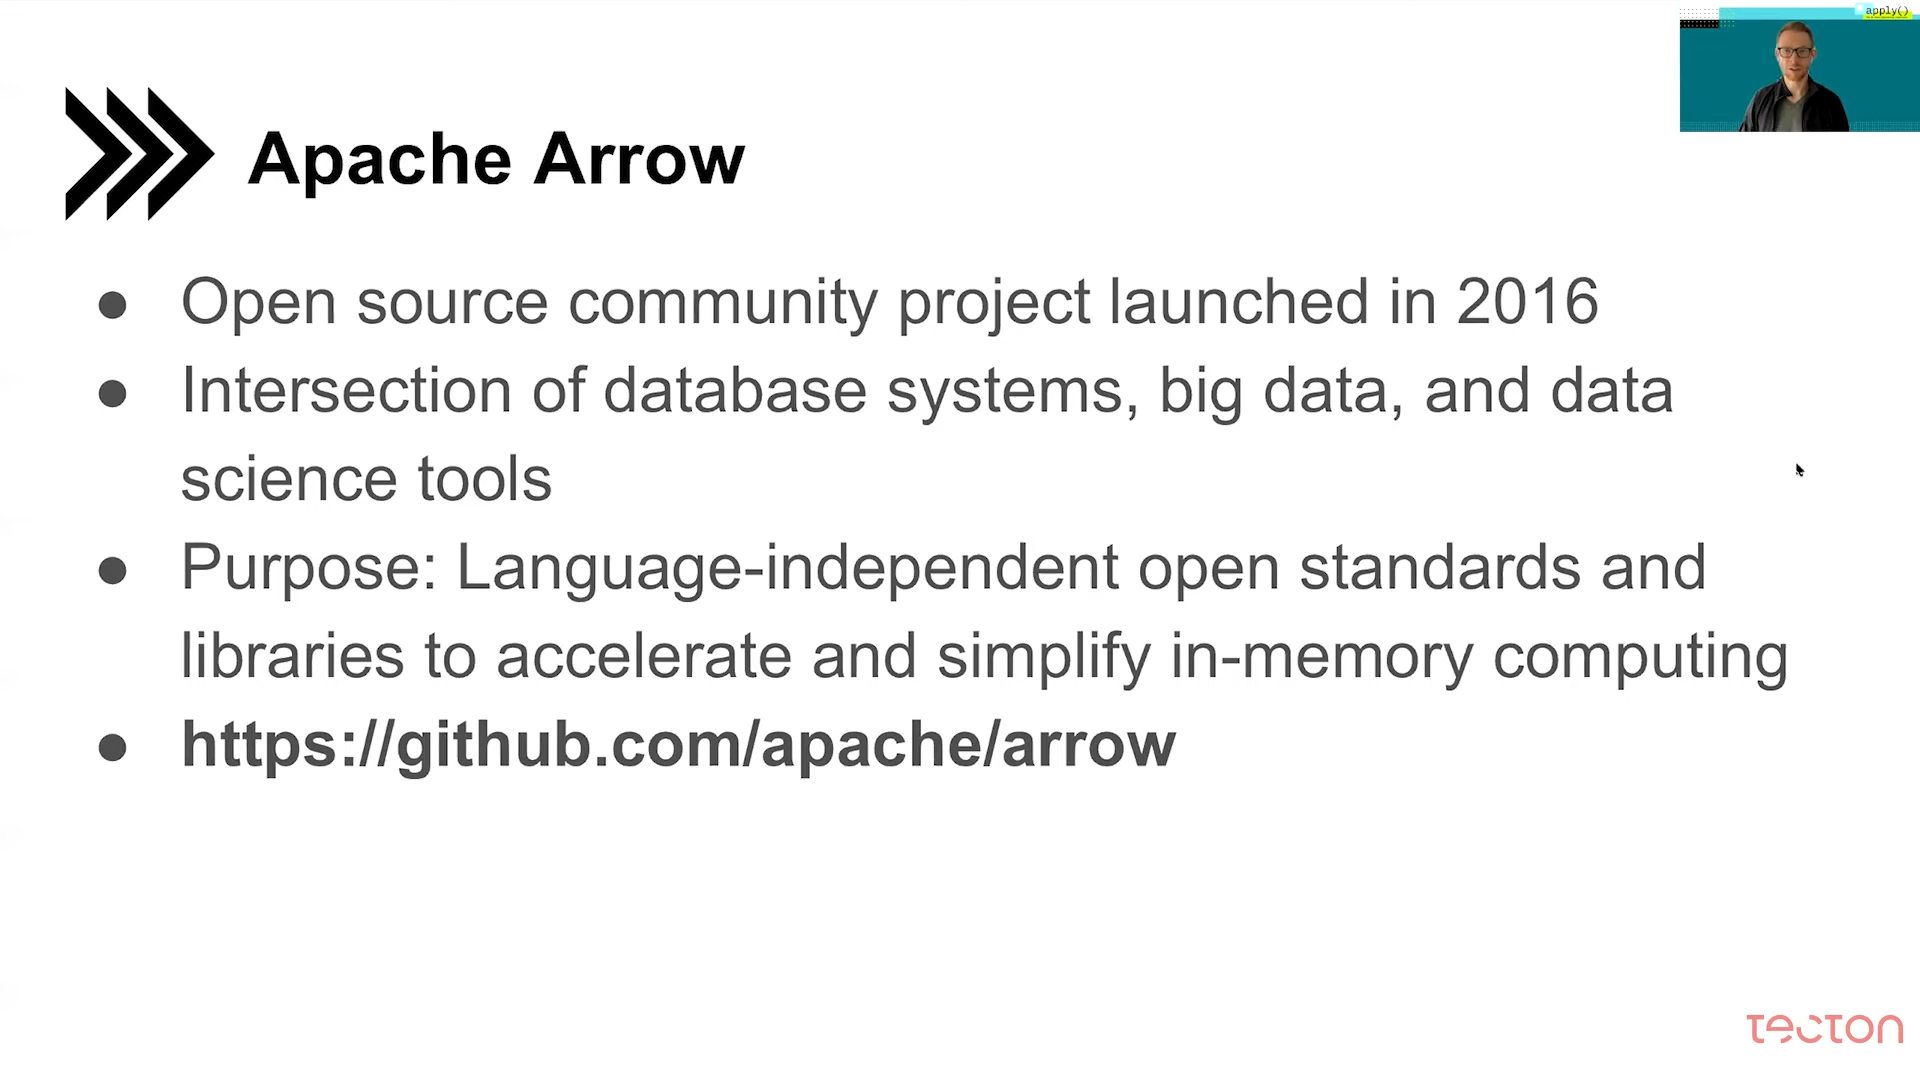 apply()
Apache Arrow
● Open source community project launched in 2016
● Intersection of database systems, big data, and data
science tools
● Purpose: Language-independent open standards and
libraries to accelerate and simplify in-memory computing
● https://github.com/apache/arrow
tecton